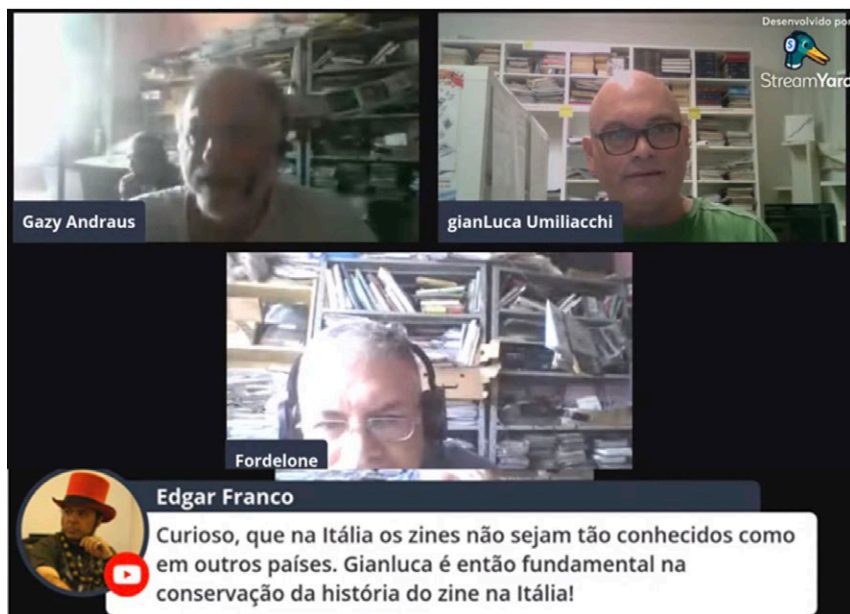 Desenvolvido por
StreamYard
Gazy Andraus
gianLuca Umiliacchi
Fordelone
Edgar Franco
Curioso, que na Itália os zines não sejam tão conhecidos como
em outros países. Gianluca é então fundamental na
conservação da história do zine na Itália!